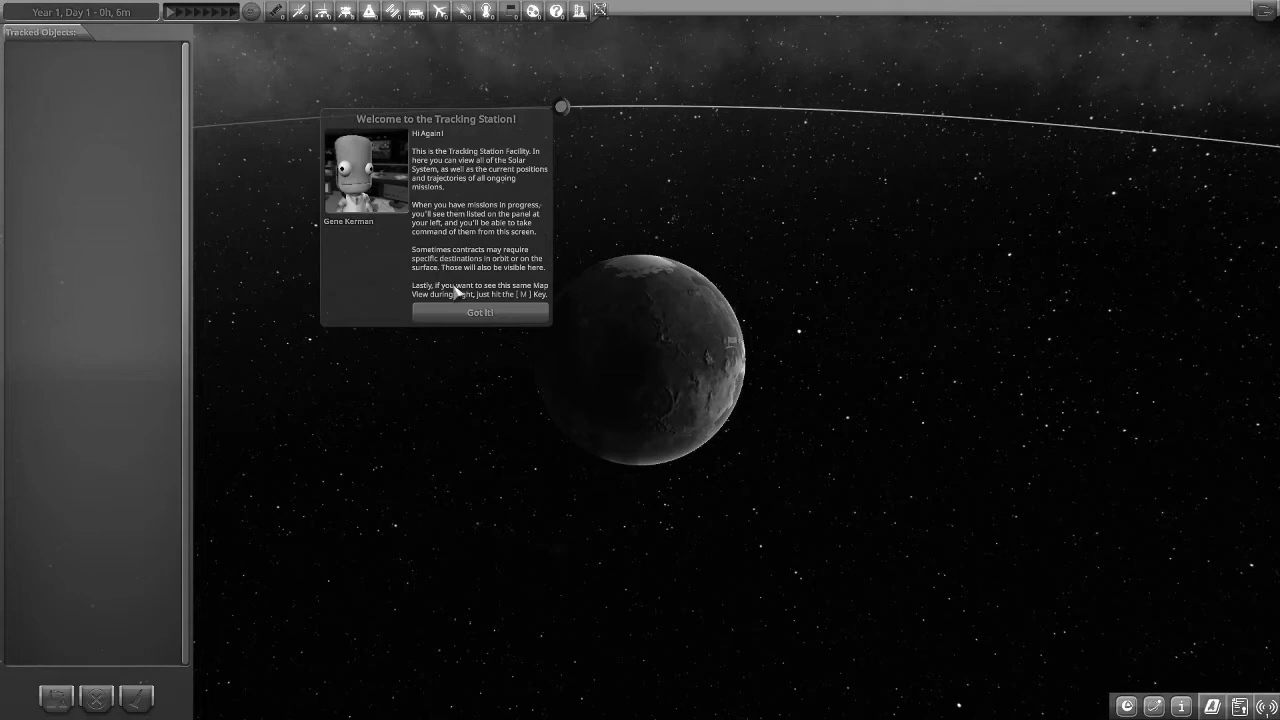 Year 1, Day 1 - 0h, 6m
Tracked Objects:
Welcome to the Tracking Station!
Hi Again!
This is the Tracking Station Facility. In
here you can view all of the Solar
System, as well as the current positions
and trajectories of all ongoing
missions.
When you have missions in progress,
you'll see them listed on the panel at
your left, and you'll be able to take
command of them from this screen.
Sometimes contracts may require
specific destinations in orbit or on the
surface. Those will also be visible here.
Lastly, if you want to see this same Map
View during , just hit the [ M ] Key.
Gene Kerman
Got it!